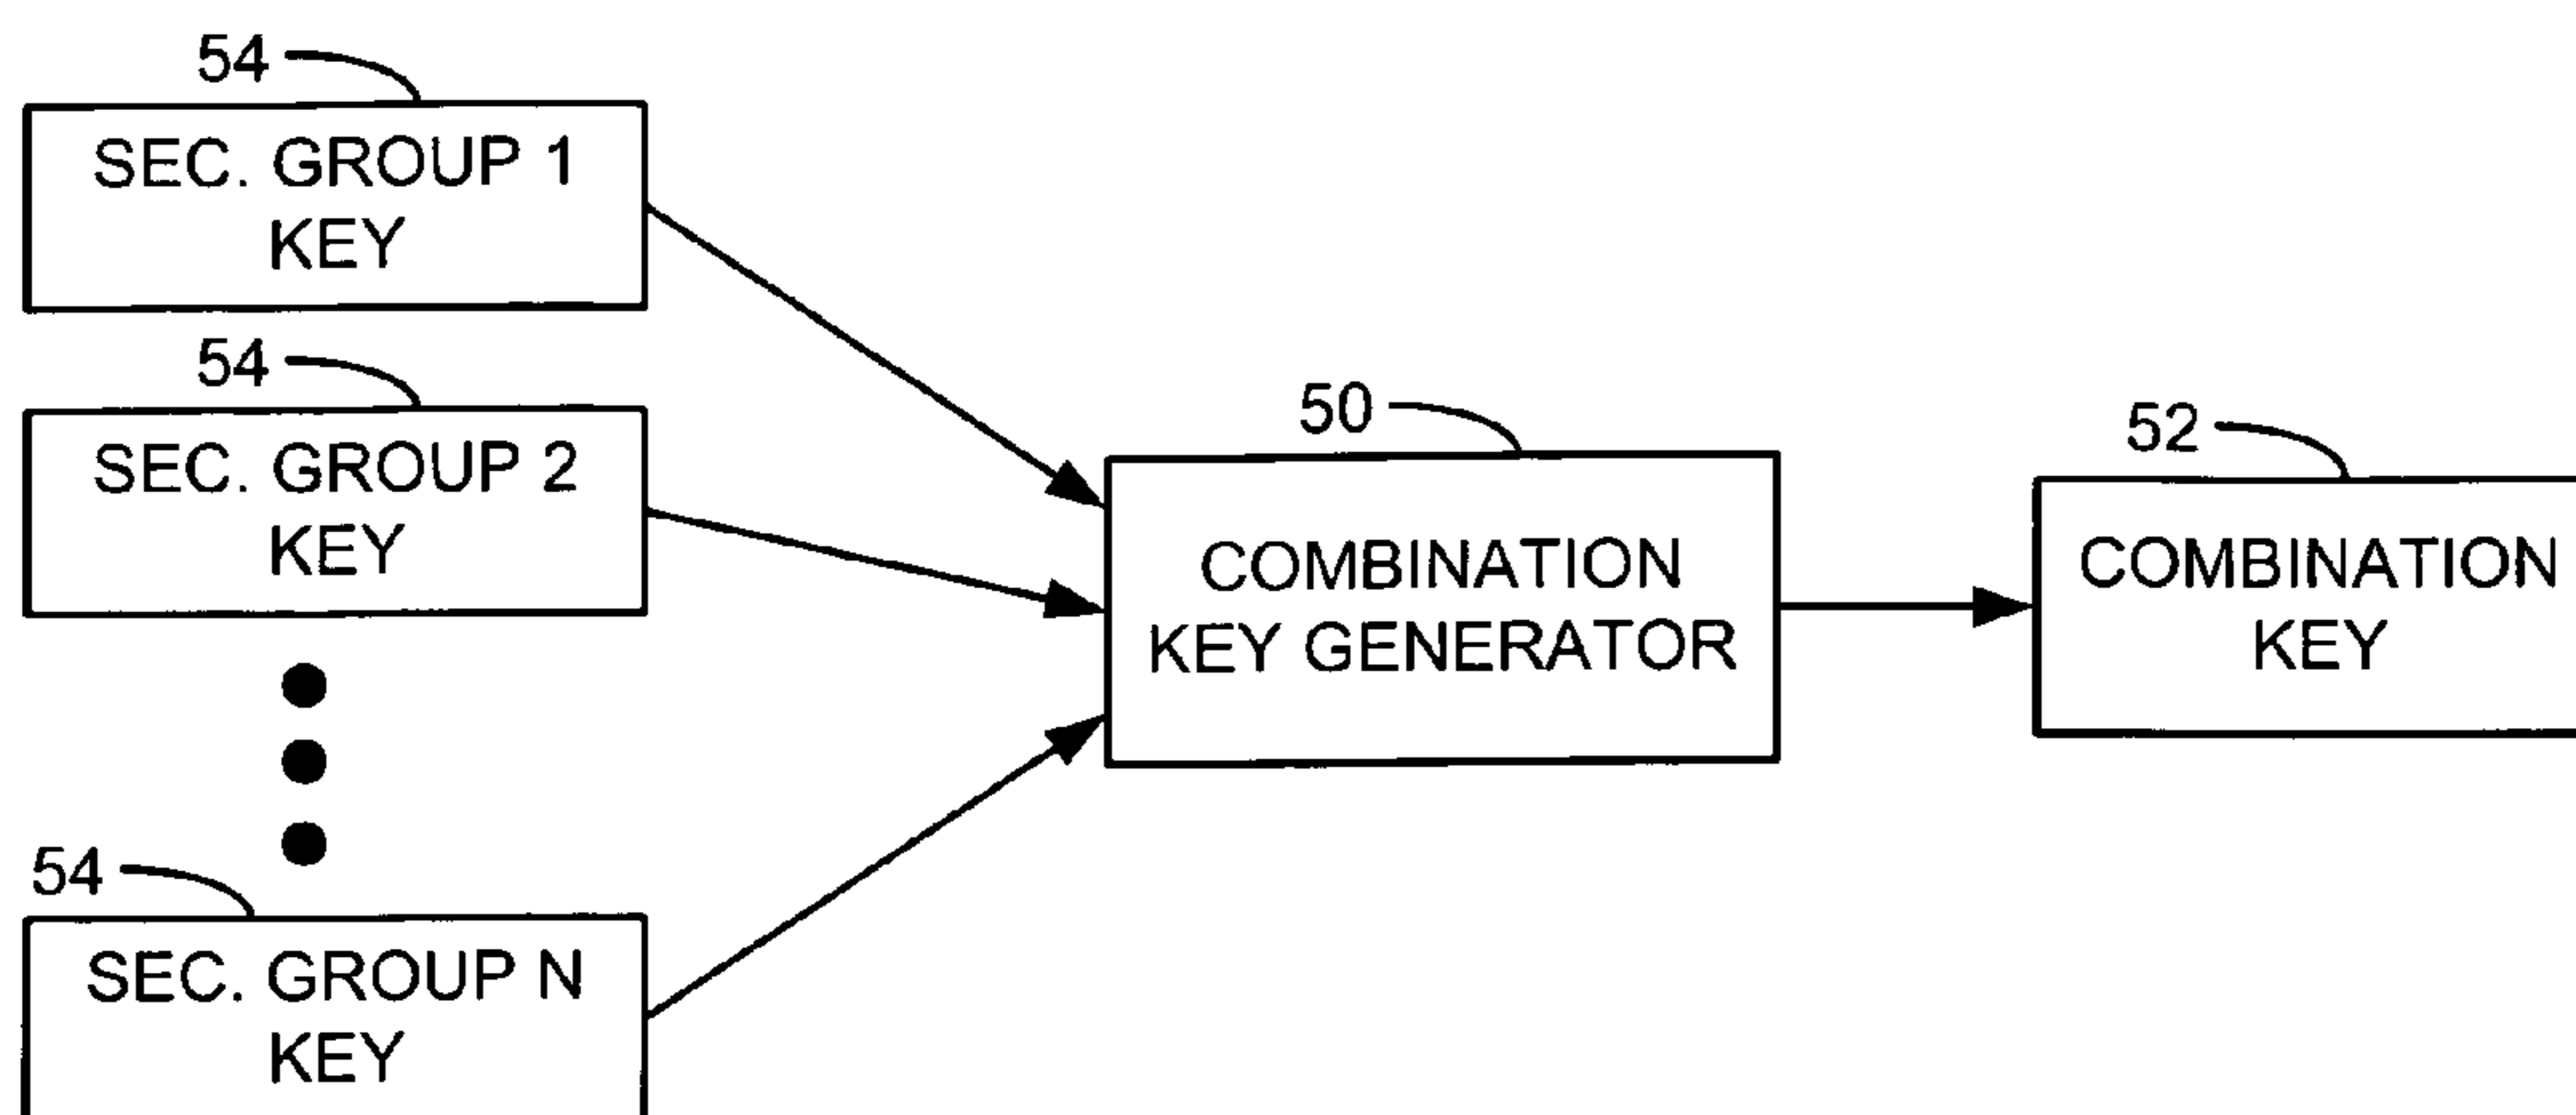 54
SEC. GROUP 1
KEY
54
SEC. GROUP 2
KEY
54
SEC. GROUP N
KEY
50
COMBINATION
KEY GENERATOR
52
COMBINATION
KEY